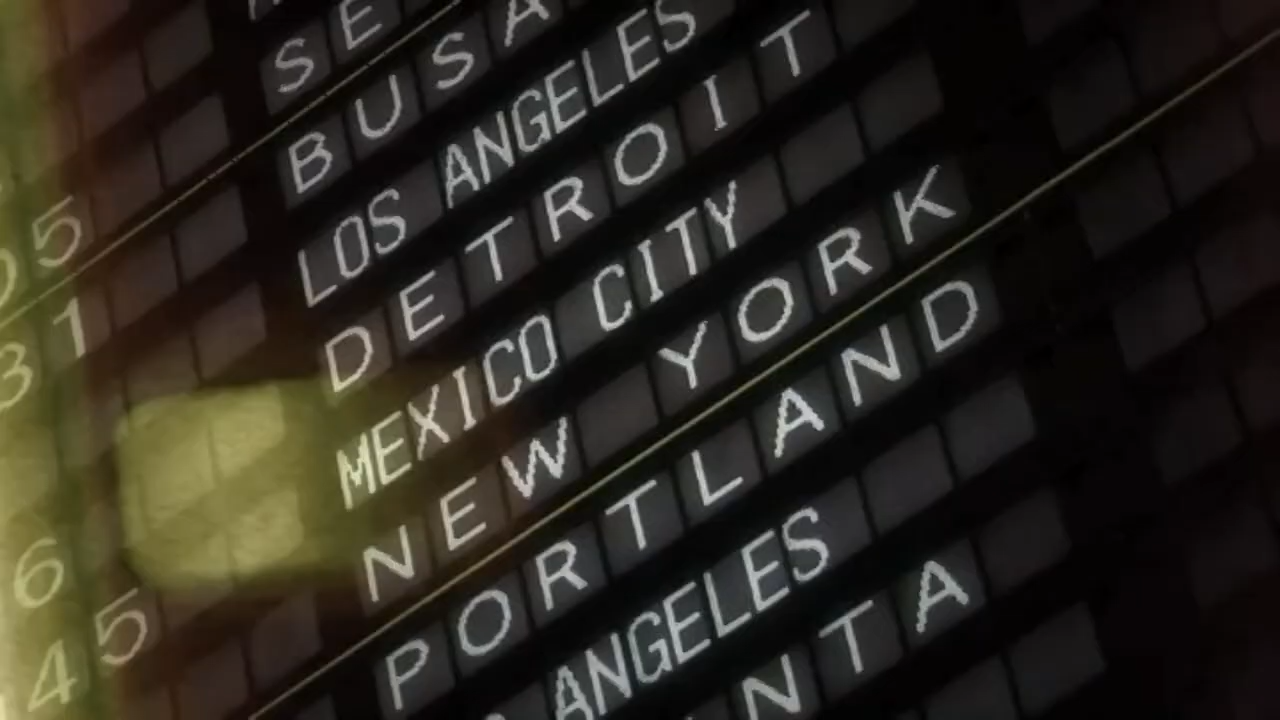 SE
BUSA
LOS ANGELES
DETROIT
MEXICO CITY
NEW YORK
PORTLAND
ANGELES
NTA
5
31
6
45